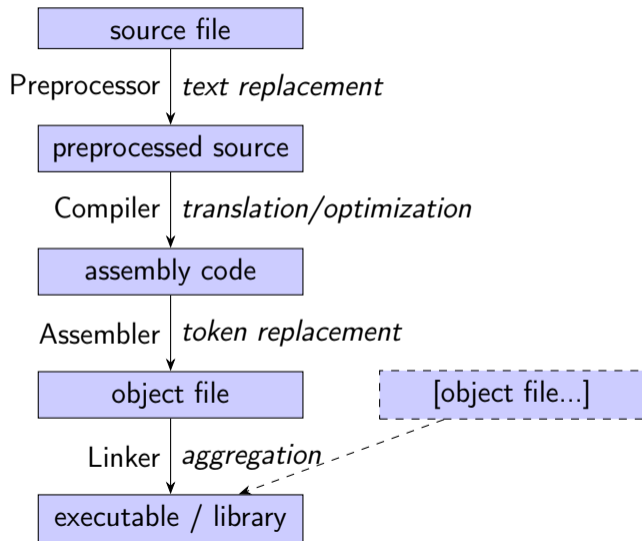 source file
Preprocessor text replacement
preprocessed source
Compiler translation/optimization
assembly code
Assembler token replacement
object file [object file...]
Linker aggregation
executable / library